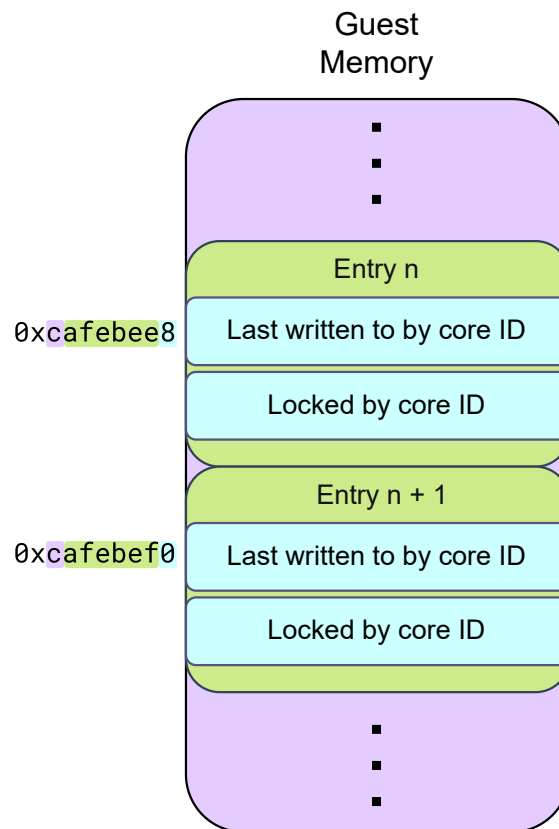 Guest
Memory
Entry n
0xcafebee8
Last written to by core ID
Locked by core ID
Entry n + 1
0xcafebef0
Last written to by core ID
Locked by core ID